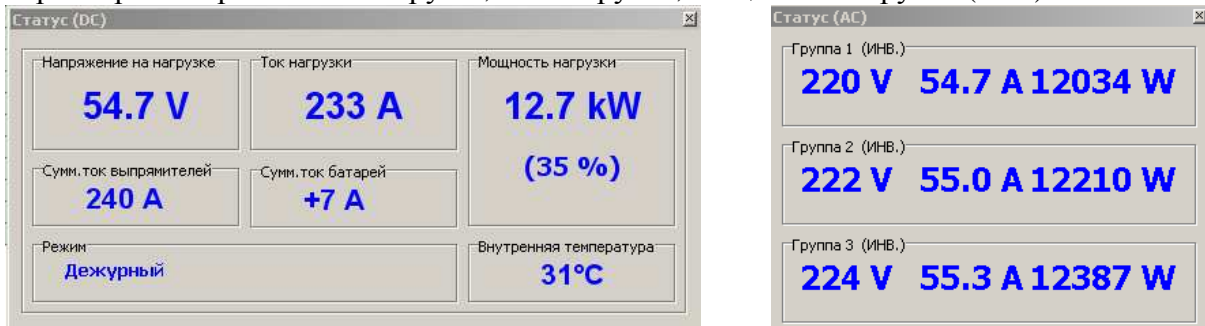 Статус (DC)
Напряжение на нагрузке
54.7 V
Ток нагрузки
233 A
Мощность нагрузки
12.7 kW
(35 %)
Сумм.ток выпрямителей
240 A
Сумм.ток батарей
+7 A
Режим
Дежурный
Внутренняя температура
31°C
Статус (AC)
Группа 1 (ИНВ.)
220 V 54.7 A 12034 W
Группа 2 (ИНВ.)
222 V 55.0 A 12210 W
Группа 3 (ИНВ.)
224 V 55.3 A 12387 W